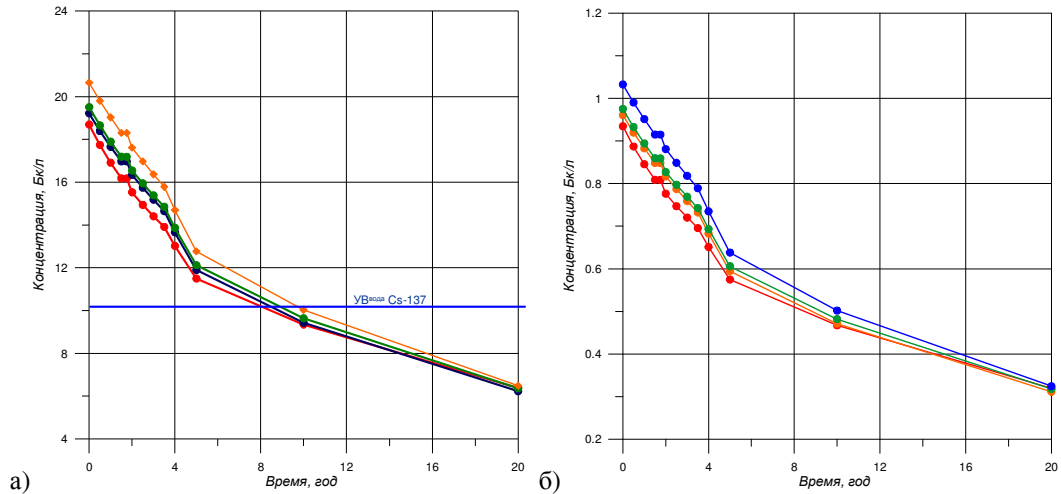 24
20
16
12
8
4
Концентрация, Бк/л
УВвода Cs-137
0 4 8 12 16 20
Время, год
а)
1.2
1
0.8
0.6
0.4
0.2
Концентрация, Бк/л
0 4 8 12 16 20
Время, год
б)